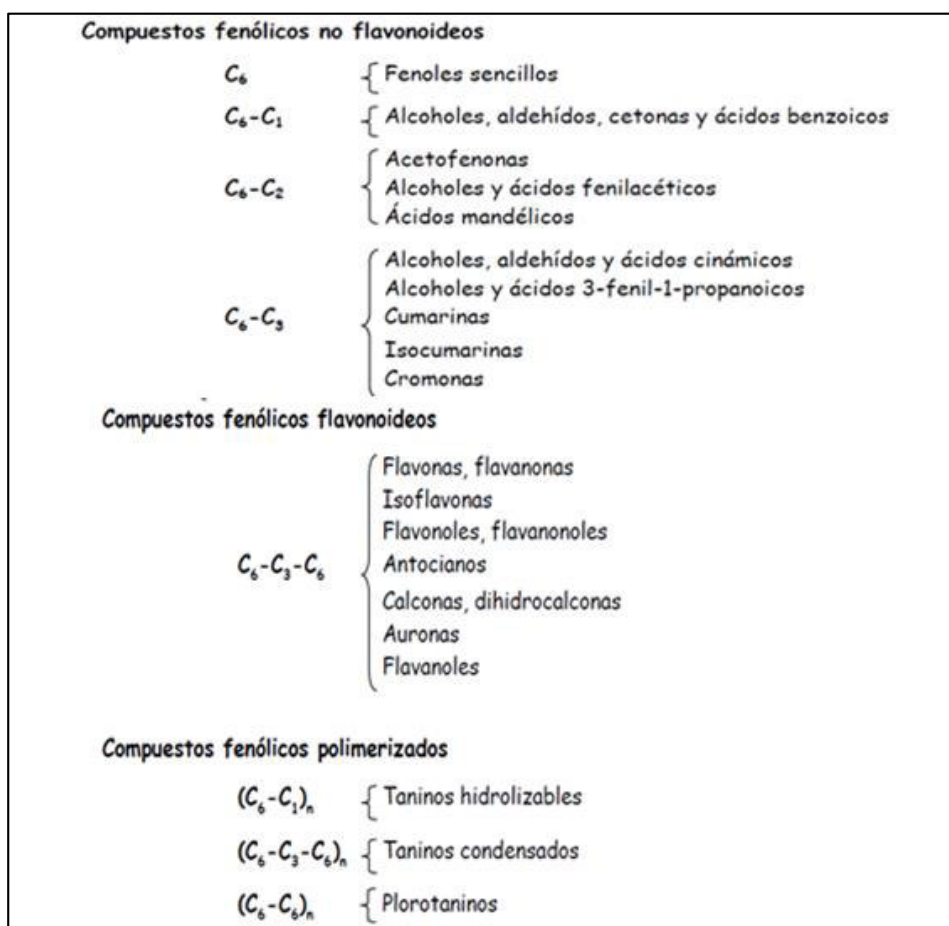 Compuestos fenólicos no flavonoideos
C₆ { Fenoles sencillos
C₆-C₁ { Alcoholes, aldehídos, cetonas y ácidos benzoicos
Acetofenonas
C₆-C₂ { Alcoholes y ácidos fenilacéticos
Ácidos mandélicos
Alcoholes, aldehídos y ácidos cinámicos
Alcoholes y ácidos 3-fenil-1-propanoicos
C₆-C₃ { Cumarinas
Isocumarinas
Cromonas
Compuestos fenólicos flavonoideos
Flavonas, flavanonas
Isoflavonas
Flavonoles, flavanonoles
C₆-C₃-C₆ { Antocianos
Calconas, dihidrocalconas
Auronas
Flavanoles
Compuestos fenólicos polimerizados
(C₆-C₁)ₙ { Taninos hidrolizables
(C₆-C₃-C₆)ₙ { Taninos condensados
(C₆-C₆)ₙ { Plorotaninos